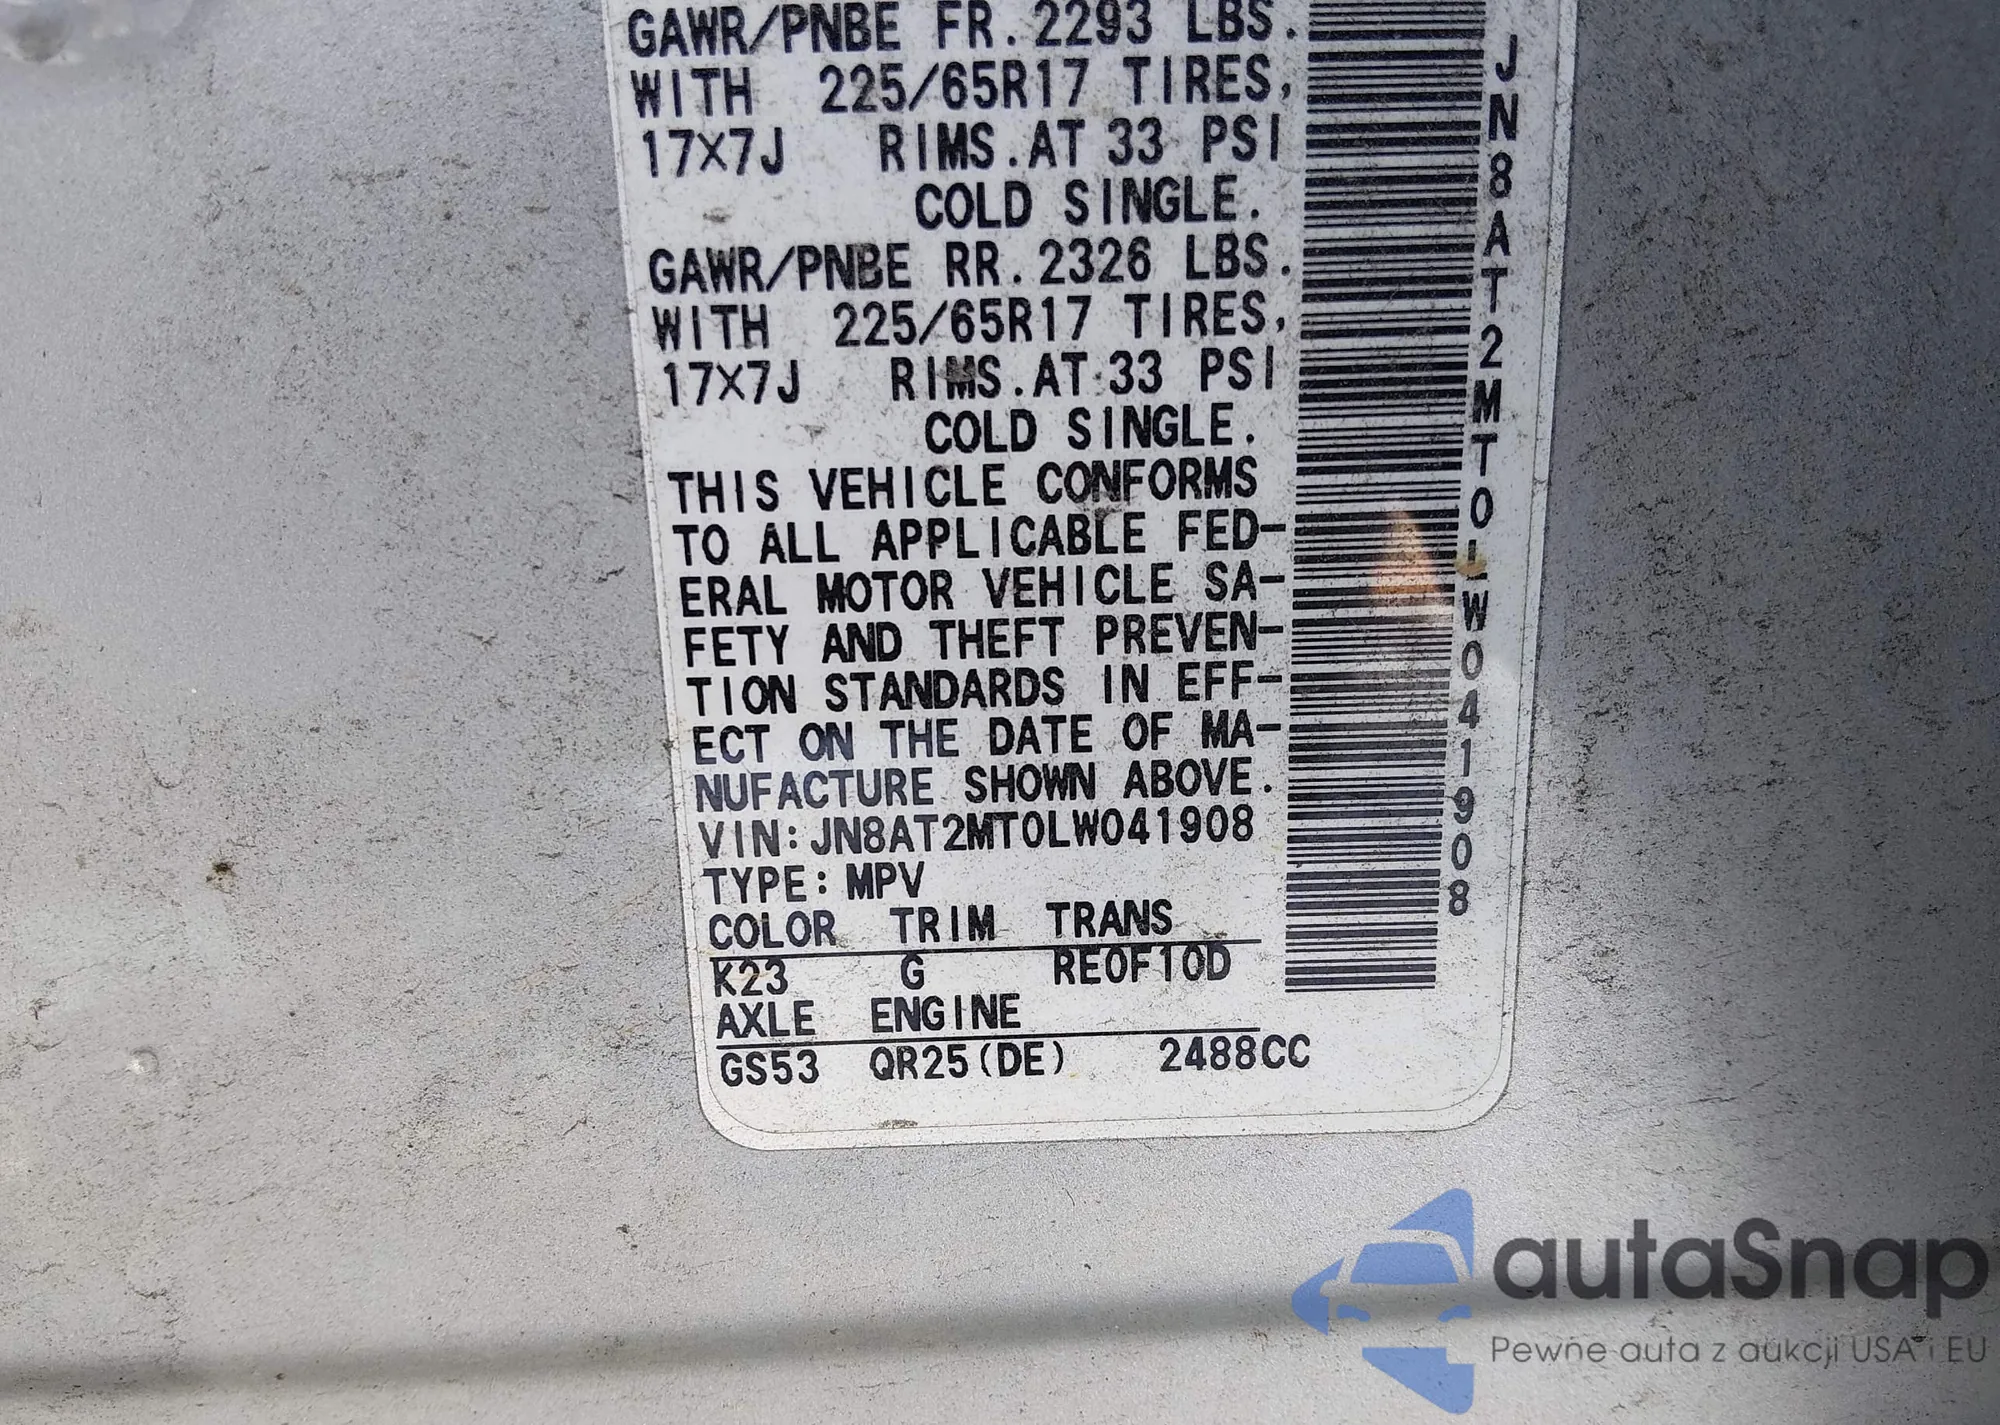 GAWR/PNBE FR. 2293 LBS.
WITH 225/65R17 TIRES,
17X7J RIMS.AT 33 PSI
COLD SINGLE.
GAWR/PNBE RR. 2326 LBS.
WITH 225/65R17 TIRES,
17X7J RIMS.AT 33 PSI
COLD SINGLE.
THIS VEHICLE CONFORMS
TO ALL APPLICABLE FED-
ERAL MOTOR VEHICLE SA-
FETY AND THEFT PREVEN-
TION STANDARDS IN EFF-
ECT ON THE DATE OF MA-
NUFACTURE SHOWN ABOVE.
VIN:JN8AT2MT0LW041908
TYPE:MPV
COLOR TRIM TRANS
K23 G RE0F10D
AXLE ENGINE
GS53 QR25(DE) 2488CC
JN8AT2MT0LW041908
autaSnap
Pewne auta z aukcji USA i EU